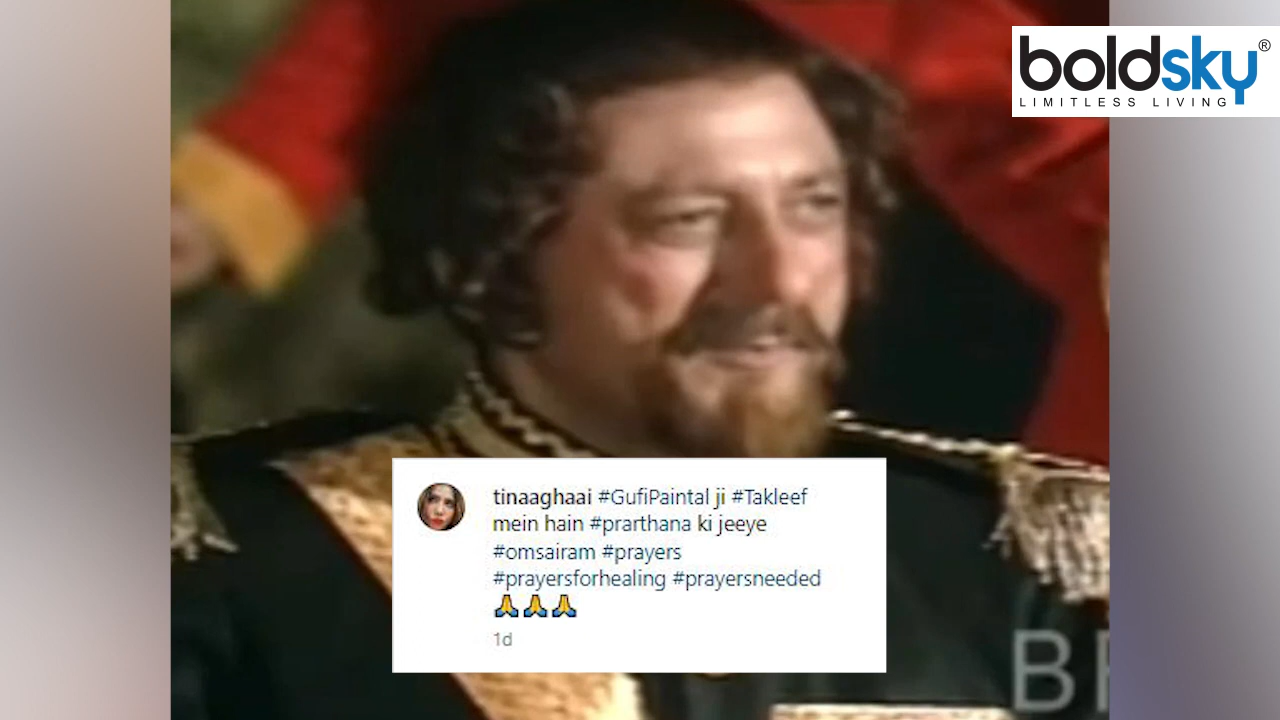 boldsky®
LIMITLESS LIVING
tinaaghaai #GufiPaintal ji #Takleef
mein hain #prarthana ki jeeye
#omsairam #prayers
#prayersforhealing #prayersneeded
🙏🙏🙏
1d